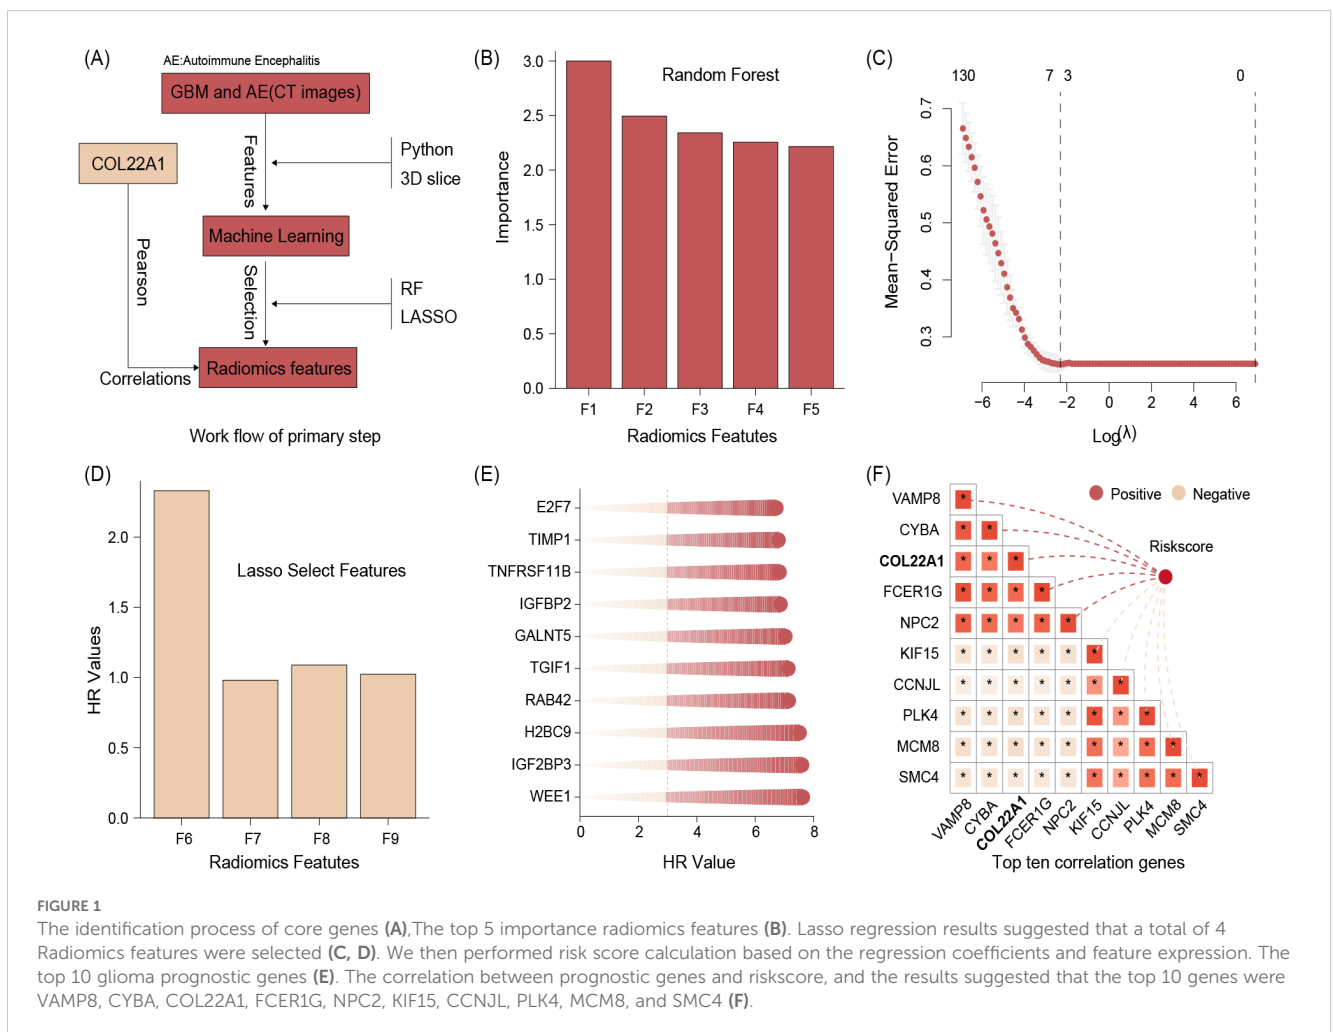 (A)
AE:Autoimmune Encephalitis
GBM and AE(CT images)
COL22A1
Features
Python
3D slice
Machine Learning
Pearson
Selection
RF
LASSO
Radiomics features
Correlations
Work flow of primary step
(B)
Random Forest
Importance
3.0
2.5
2.0
1.5
1.0
0.5
0.0
F1 F2 F3 F4 F5
Radiomics Featutes
(C)
130 7 3 0
Mean−Squared Error
0.7
0.6
0.5
0.4
0.3
−6 −4 −2 0 2 4 6
Log(λ)
(D)
Lasso Select Features
HR Values
2.0
1.5
1.0
0.5
0.0
F6 F7 F8 F9
Radiomics Featutes
(E)
E2F7
TIMP1
TNFRSF11B
IGFBP2
GALNT5
TGIF1
RAB42
H2BC9
IGF2BP3
WEE1
0 2 4 6 8
HR Value
(F)
Positive Negative
Riskscore
VAMP8 *
CYBA * *
COL22A1 * * *
FCER1G * * * *
NPC2 * * * * *
KIF15 * * * * * *
CCNJL * * * * * * *
PLK4 * * * * * * * *
MCM8 * * * * * * * * *
SMC4 * * * * * * * * * *
VAMP8 CYBA COL22A1 FCER1G NPC2 KIF15 CCNJL PLK4 MCM8 SMC4
Top ten correlation genes
FIGURE 1
The identification process of core genes (A),The top 5 importance radiomics features (B). Lasso regression results suggested that a total of 4
Radiomics features were selected (C, D). We then performed risk score calculation based on the regression coefficients and feature expression. The
top 10 glioma prognostic genes (E). The correlation between prognostic genes and riskscore, and the results suggested that the top 10 genes were
VAMP8, CYBA, COL22A1, FCER1G, NPC2, KIF15, CCNJL, PLK4, MCM8, and SMC4 (F).